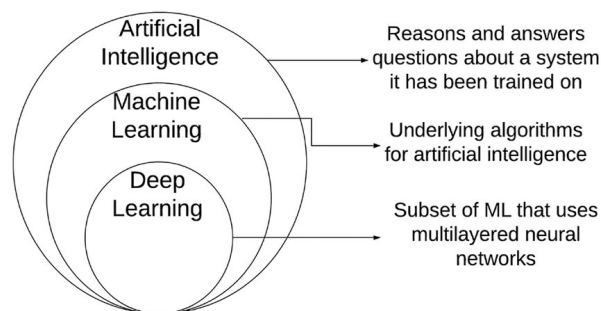 Artificial
Intelligence
Reasons and answers
questions about a system
it has been trained on
Machine
Learning
Underlying algorithms
for artificial intelligence
Deep
Learning
Subset of ML that uses
multilayered neural
networks